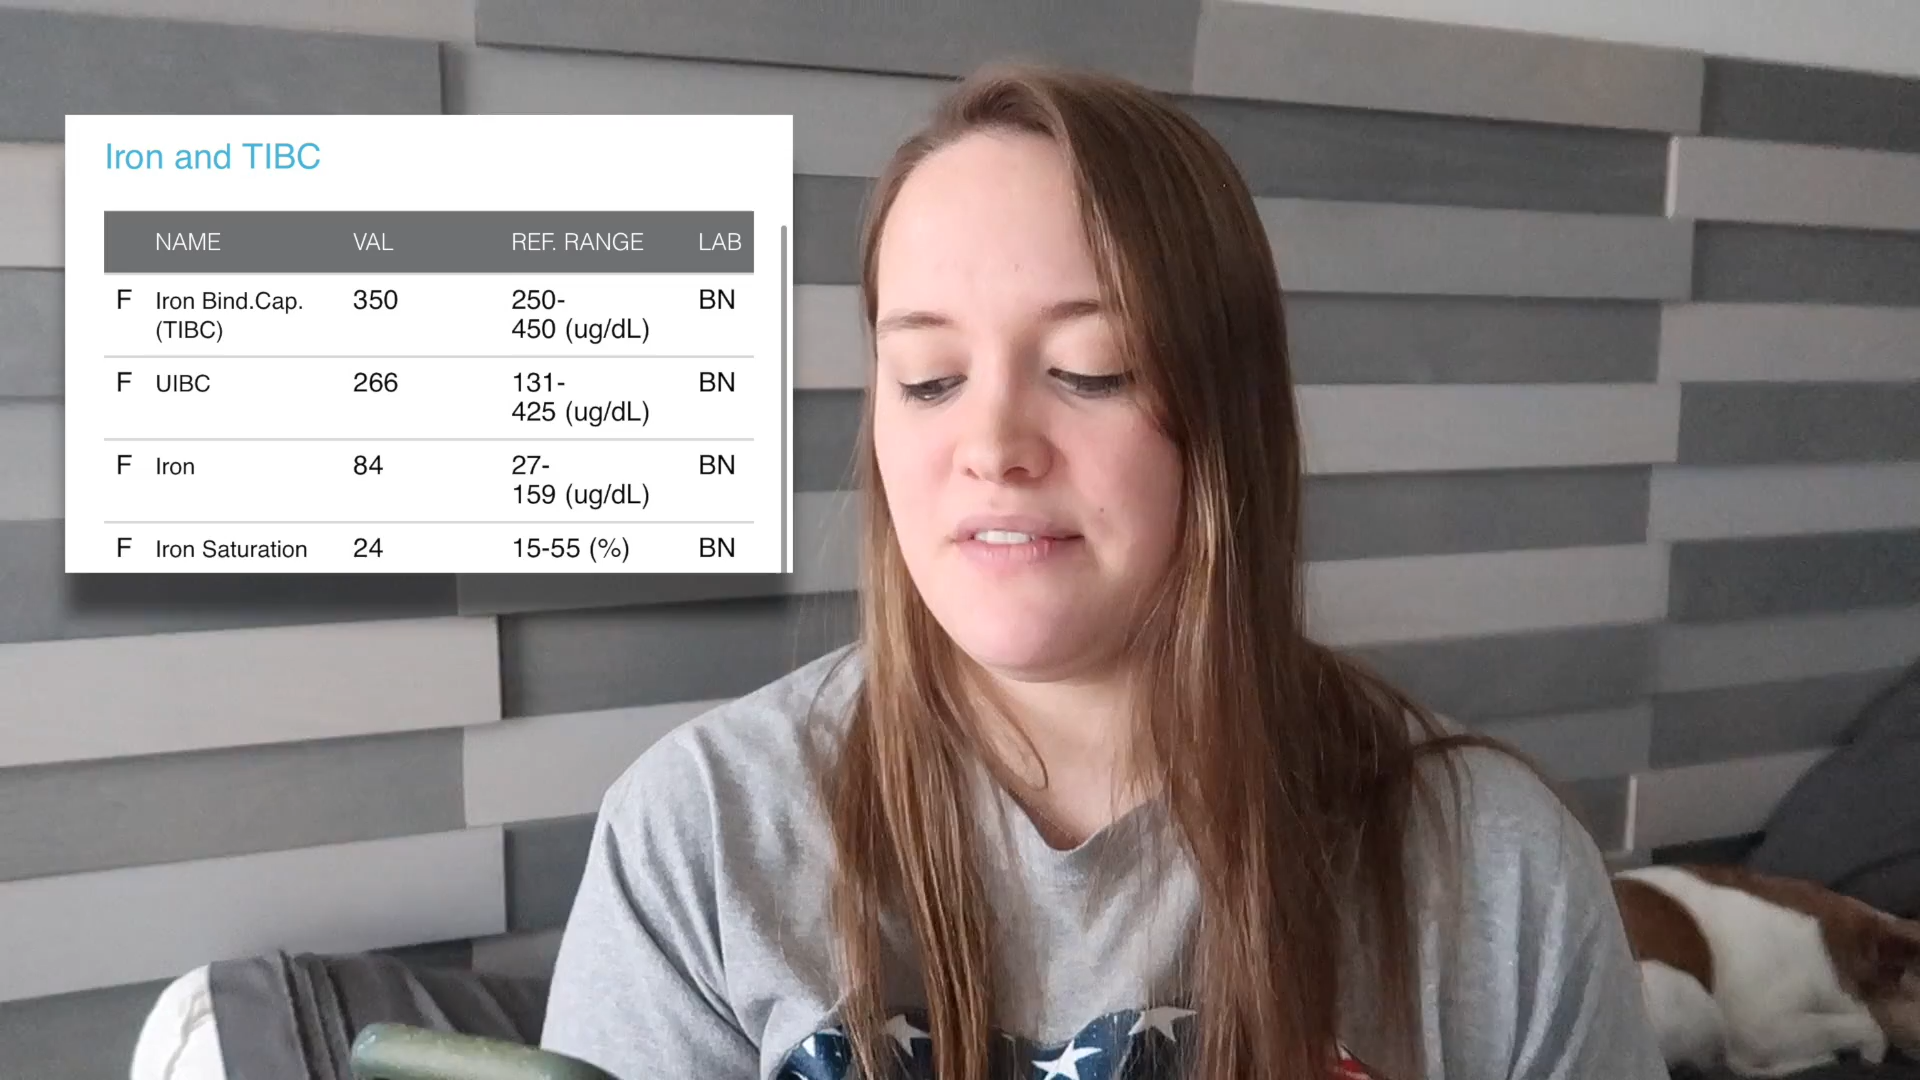 Iron and TIBC
NAME VAL REF. RANGE LAB
F Iron Bind.Cap. 350 250- BN
(TIBC) 450 (ug/dL)
F UIBC 266 131- BN
425 (ug/dL)
F Iron 84 27- BN
159 (ug/dL)
F Iron Saturation 24 15-55 (%) BN